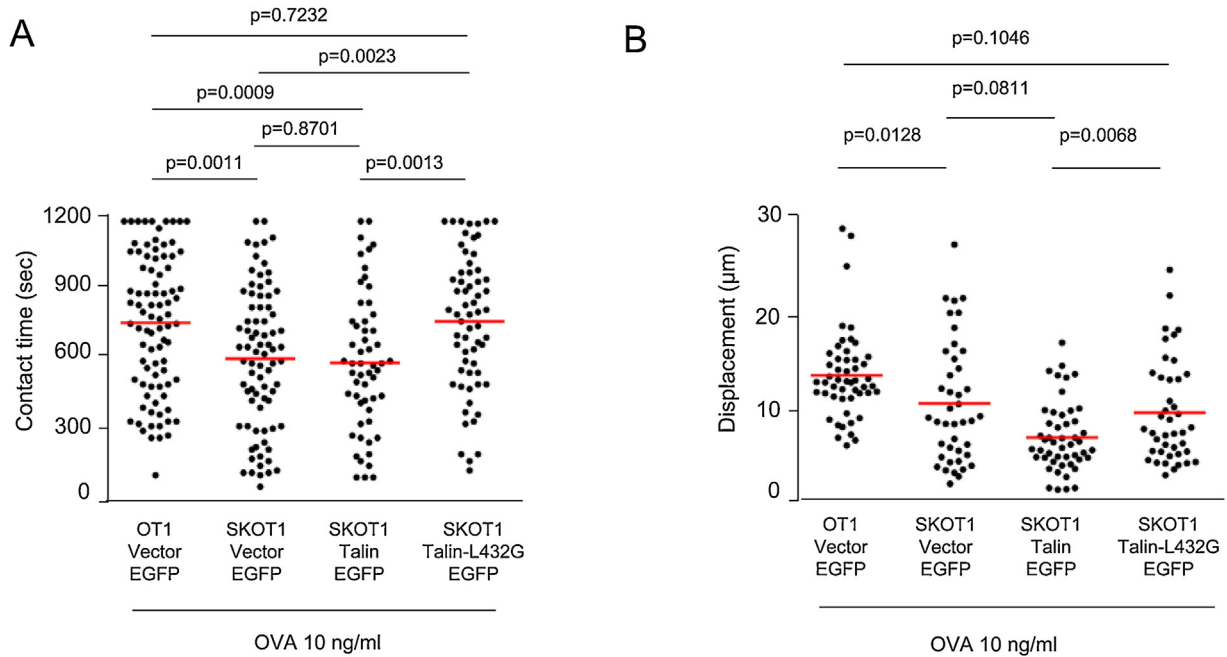 A
p=0.7232
p=0.0023
p=0.0009
p=0.8701
p=0.0011
p=0.0013
Contact time (sec)
1200
900
600
300
0
OT1
Vector
EGFP
SKOT1
Vector
EGFP
SKOT1
Talin
EGFP
SKOT1
Talin-L432G
EGFP
OVA 10 ng/ml
B
p=0.1046
p=0.0811
p=0.0128
p=0.0068
Displacement (μm)
30
20
10
0
OT1
Vector
EGFP
SKOT1
Vector
EGFP
SKOT1
Talin
EGFP
SKOT1
Talin-L432G
EGFP
OVA 10 ng/ml